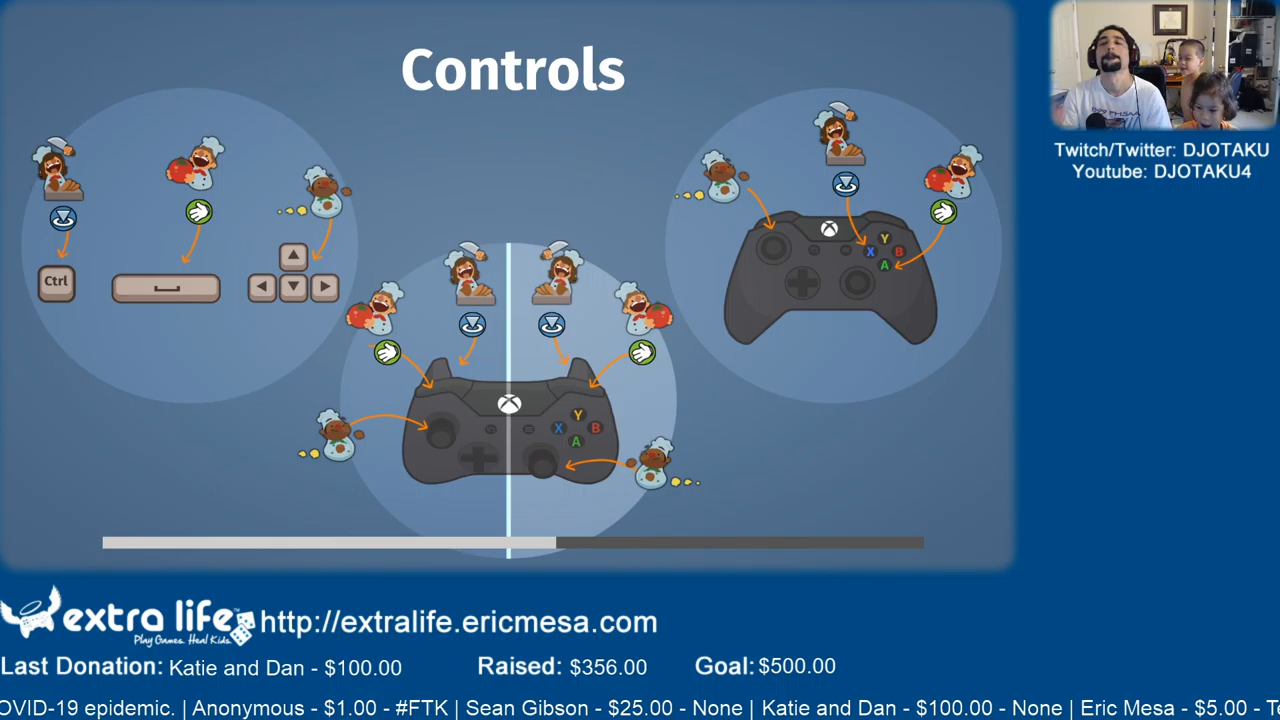 Controls
Ctrl
Y
X B
A
Y
X B
A
Twitch/Twitter: DJOTAKU
Youtube: DJOTAKU4
extra life
Play Games. Heal Kids.
http://extralife.ericmesa.com
Last Donation: Katie and Dan - $100.00 Raised: $356.00 Goal: $500.00
OVID-19 epidemic. | Anonymous - $1.00 - #FTK | Sean Gibson - $25.00 - None | Katie and Dan - $100.00 - None | Eric Mesa - $5.00 - Te